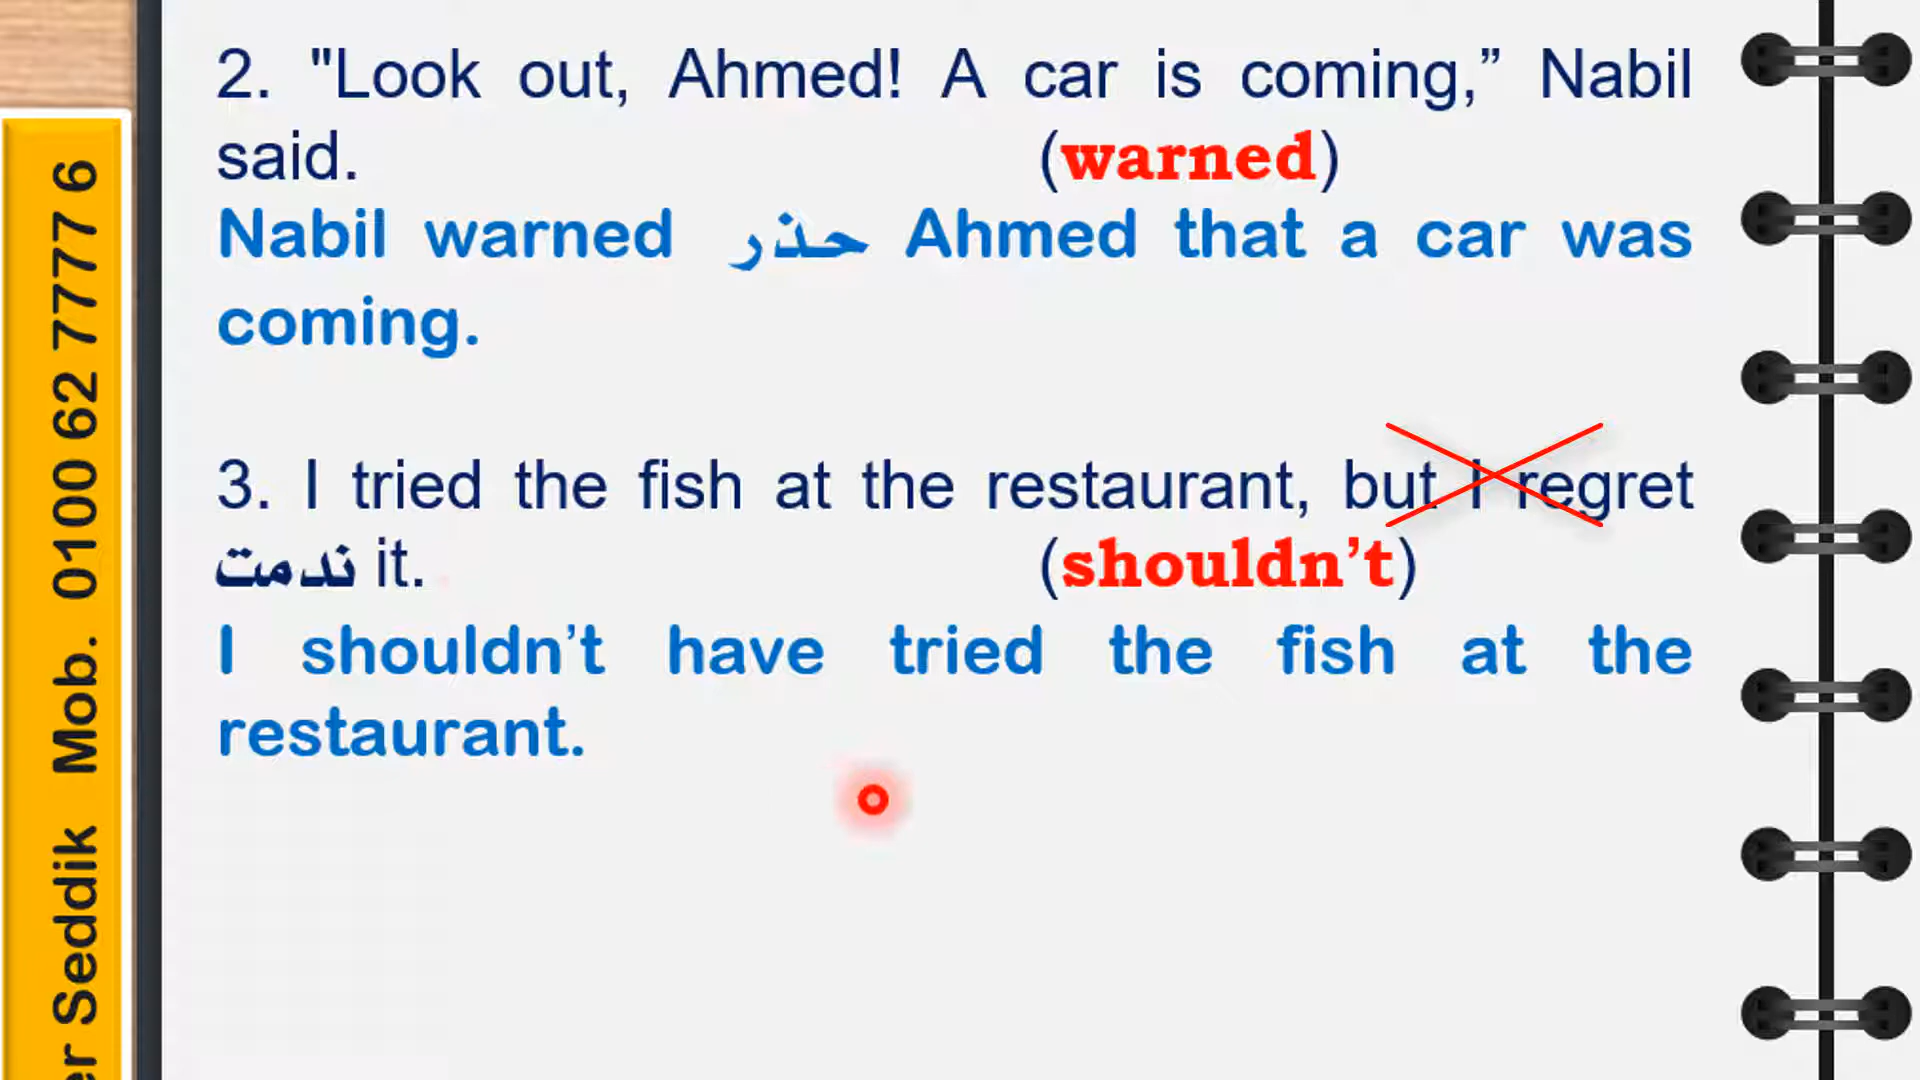 2. "Look out, Ahmed! A car is coming,” Nabil
said. (warned)
Nabil warned حذر Ahmed that a car was
coming.
3. I tried the fish at the restaurant, but I regret
ندمت it. (shouldn’t)
I shouldn’t have tried the fish at the
restaurant.
er Seddik Mob. 0100 62 7777 6